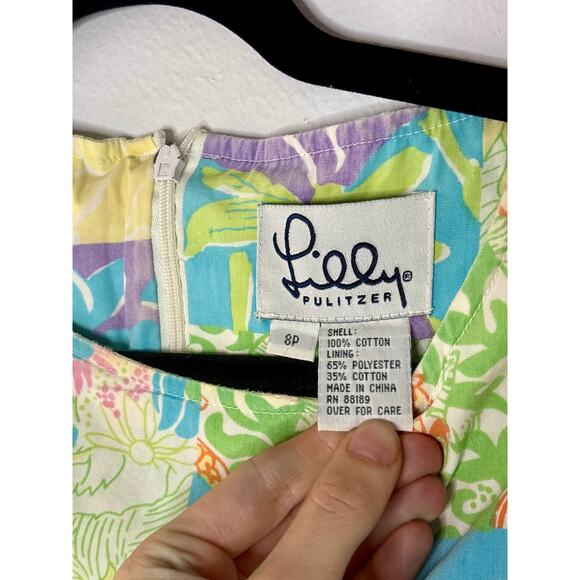 Lilly®
PULITZER
8P
SHELL:
100% COTTON
LINING:
65% POLYESTER
35% COTTON
MADE IN CHINA
RN 88189
OVER FOR CARE